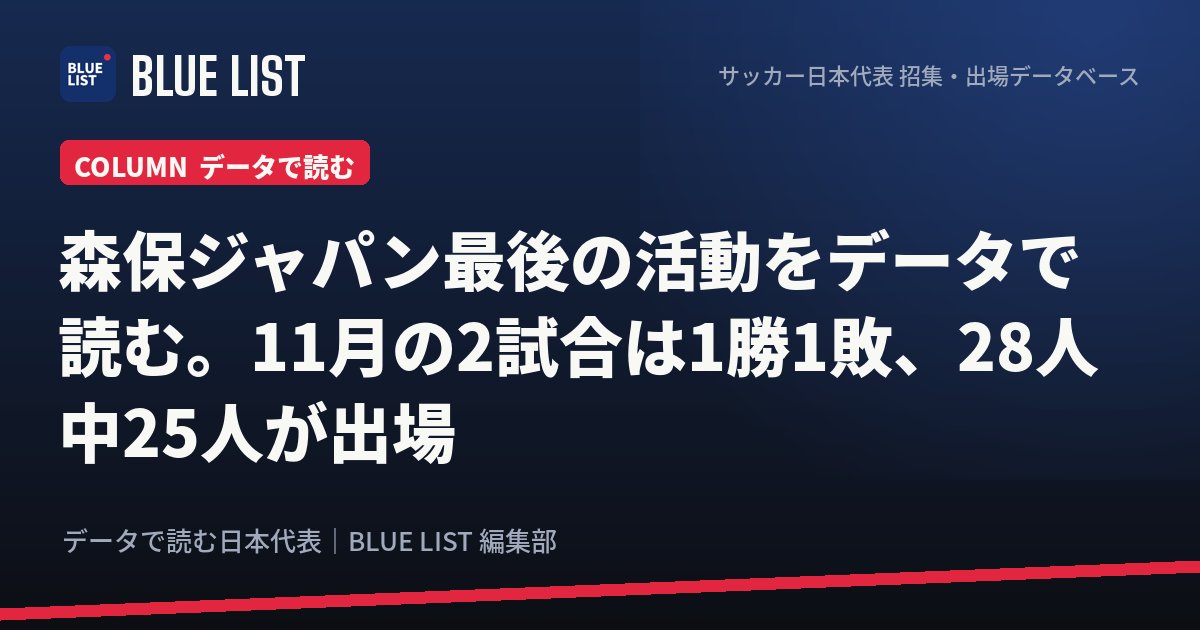 BLUE LIST
BLUE LIST
サッカー日本代表 招集・出場データベース
COLUMN データで読む
森保ジャパン最後の活動をデータで
読む。11月の2試合は1勝1敗、28人
中25人が出場
データで読む日本代表｜BLUE LIST 編集部